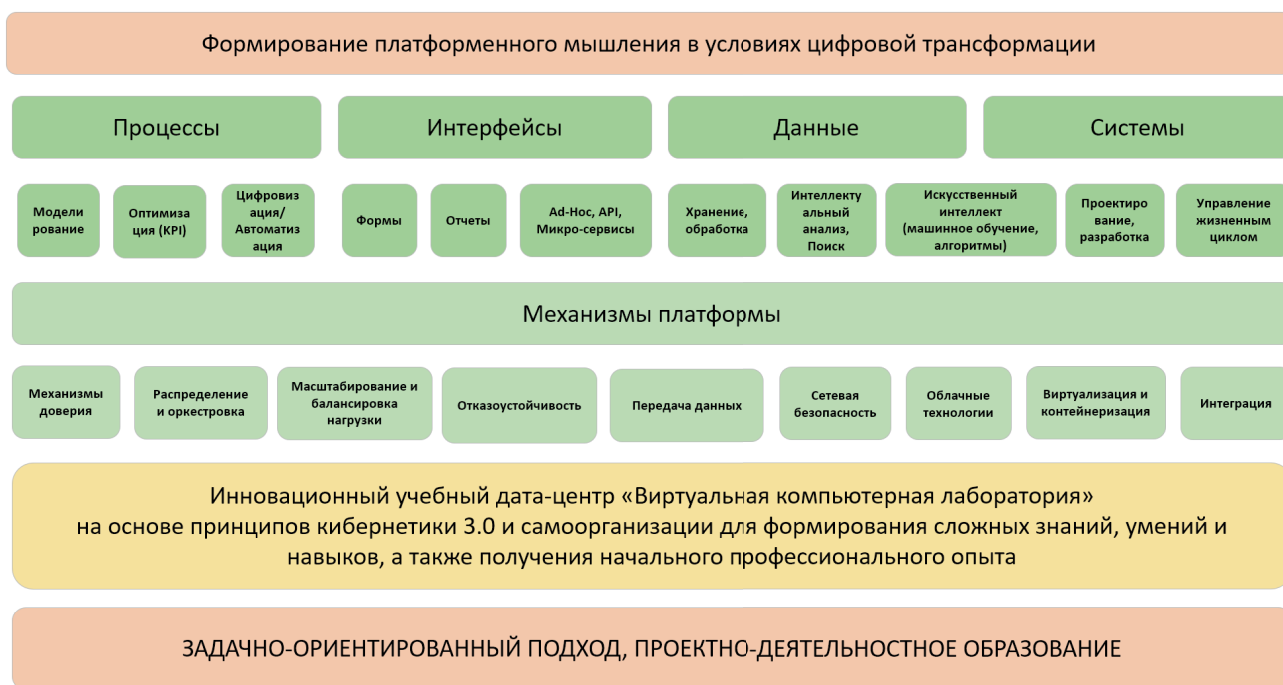 Формирование платформенного мышления в условиях цифровой трансформации
Процессы
Интерфейсы
Данные
Системы
Модели
рование
Оптимиза
ция (KPI)
Цифровиз
ация/
Автоматиз
ация
Формы
Отчеты
Ad-Hoc, API,
Микро-сервисы
Хранение,
обработка
Интеллекту
альный
анализ,
Поиск
Искусственный
интеллект
(машинное обучение,
алгоритмы)
Проектиро
вание,
разработка
Управление
жизненным
циклом
Механизмы платформы
Механизмы
доверия
Распределение
и оркестровка
Масштабирование и
балансировка
нагрузки
Отказоустойчивость
Передача данных
Сетевая
безопасность
Облачные
технологии
Виртуализация и
контейнеризация
Интеграция
Инновационный учебный дата-центр «Виртуальная компьютерная лаборатория»
на основе принципов кибернетики 3.0 и самоорганизации для формирования сложных знаний, умений и
навыков, а также получения начального профессионального опыта
ЗАДАЧНО-ОРИЕНТИРОВАННЫЙ ПОДХОД, ПРОЕКТНО-ДЕЯТЕЛЬНОСТНОЕ ОБРАЗОВАНИЕ